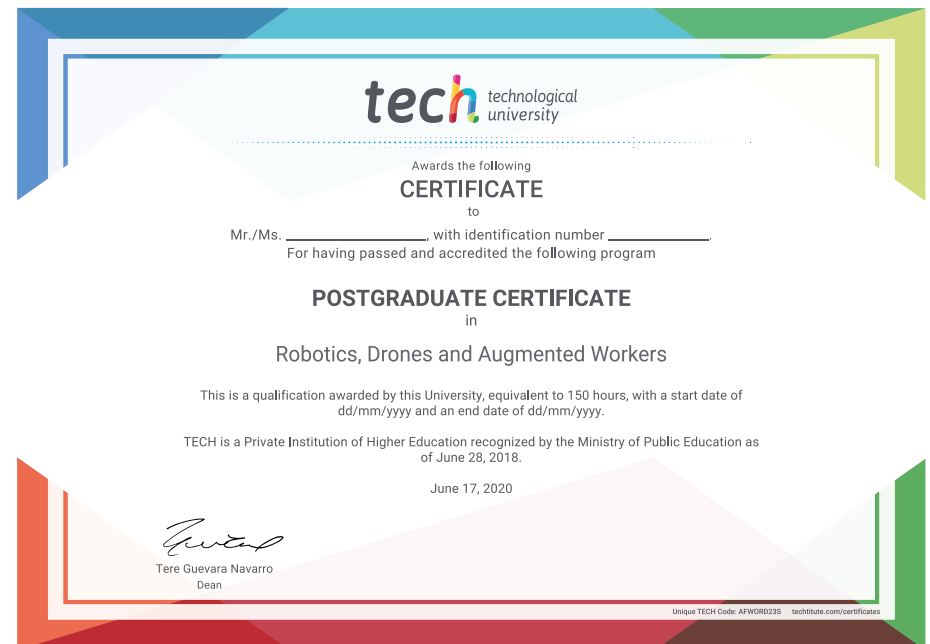 tech technological
university
Awards the following
CERTIFICATE
to
Mr./Ms. ____________, with identification number ____________.
For having passed and accredited the following program
POSTGRADUATE CERTIFICATE
in
Robotics, Drones and Augmented Workers
This is a qualification awarded by this University, equivalent to 150 hours, with a start date of
dd/mm/yyyy and an end date of dd/mm/yyyy.
TECH is a Private Institution of Higher Education recognized by the Ministry of Public Education as
of June 28, 2018.
June 17, 2020
Tere Guevara Navarro
Dean
Unique TECH Code: AFWORD23S techtitute.com/certificates